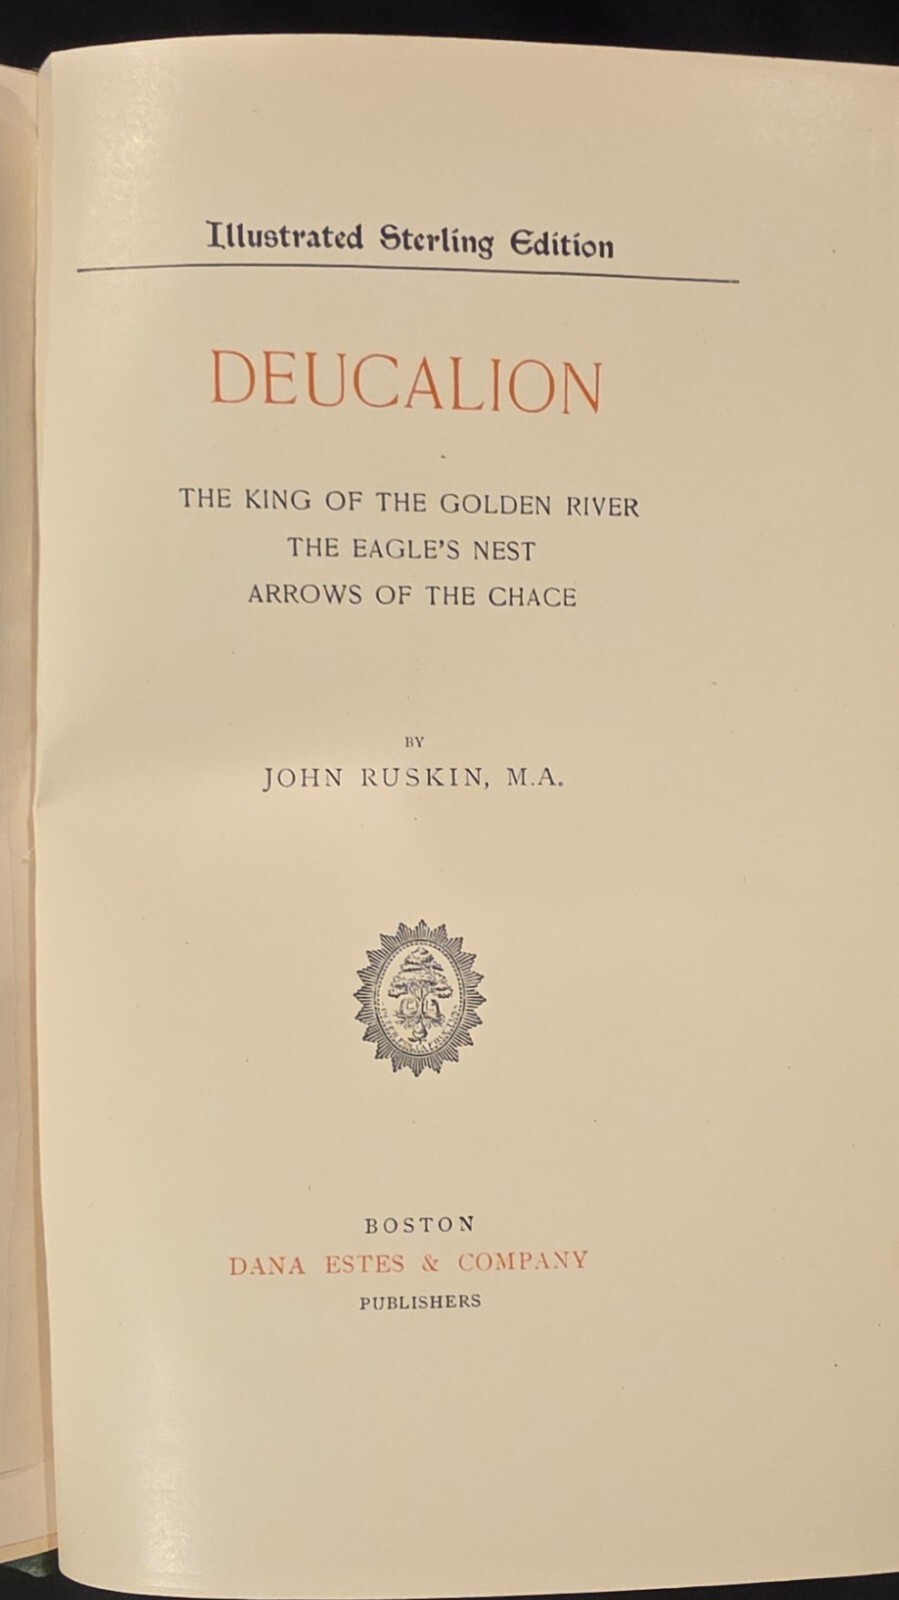 Illustrated Sterling Edition
DEUCALION
THE KING OF THE GOLDEN RIVER
THE EAGLE'S NEST
ARROWS OF THE CHACE
BY
JOHN RUSKIN, M.A.
BOSTON
DANA ESTES & COMPANY
PUBLISHERS